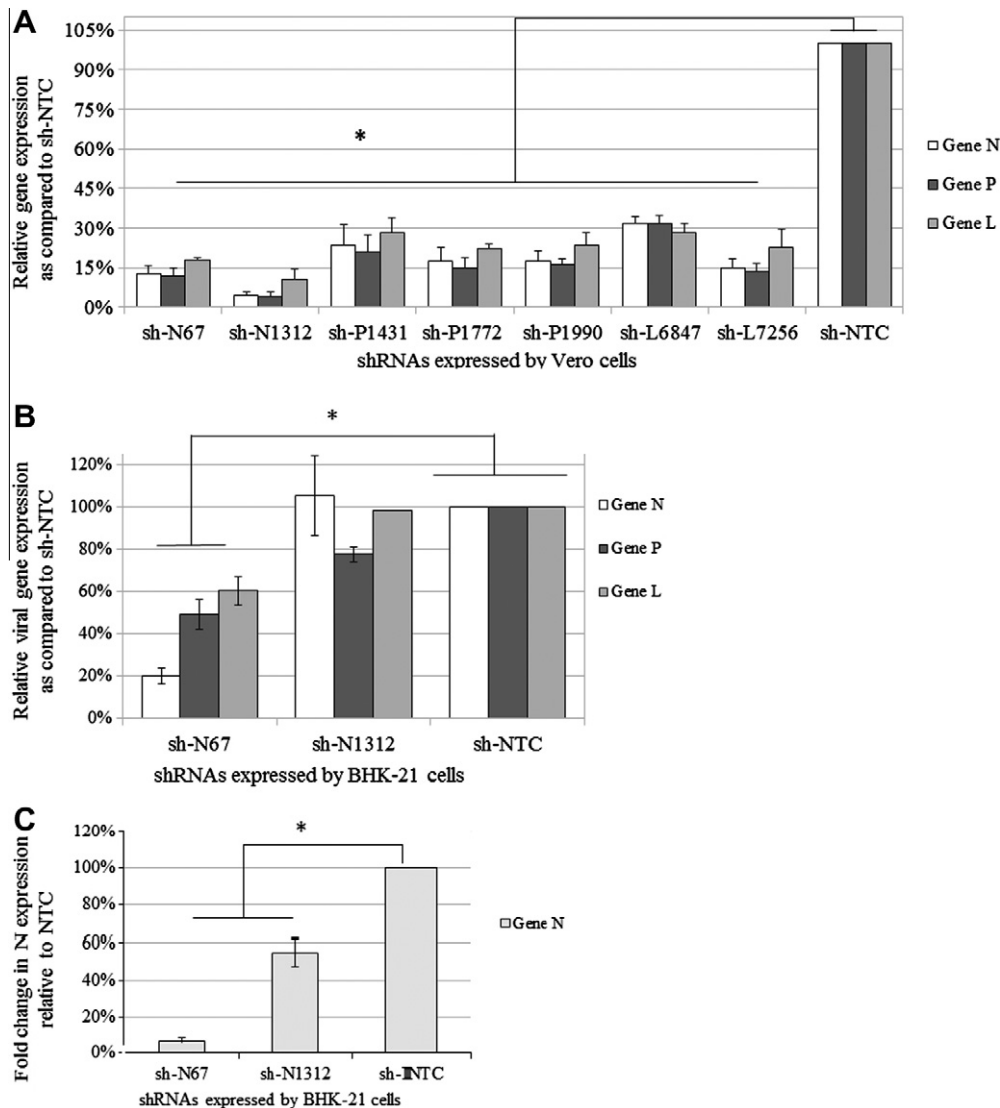 A
Relative gene expression
as compared to sh-NTC
105%
90%
75%
60%
45%
30%
15%
0%
*
sh-N67 sh-N1312 sh-P1431 sh-P1772 sh-P1990 sh-L6847 sh-L7256 sh-NTC
shRNAs expressed by Vero cells
Gene N
Gene P
Gene L
B
Relative viral gene expression
as compared to sh-NTC
120%
100%
80%
60%
40%
20%
0%
*
sh-N67 sh-N1312 sh-NTC
shRNAs expressed by BHK-21 cells
Gene N
Gene P
Gene L
C
Fold change in N expression
relative to NTC
120%
100%
80%
60%
40%
20%
0%
*
sh-N67 sh-N1312
shRNAs expressed by BHK-21 cells
Gene N